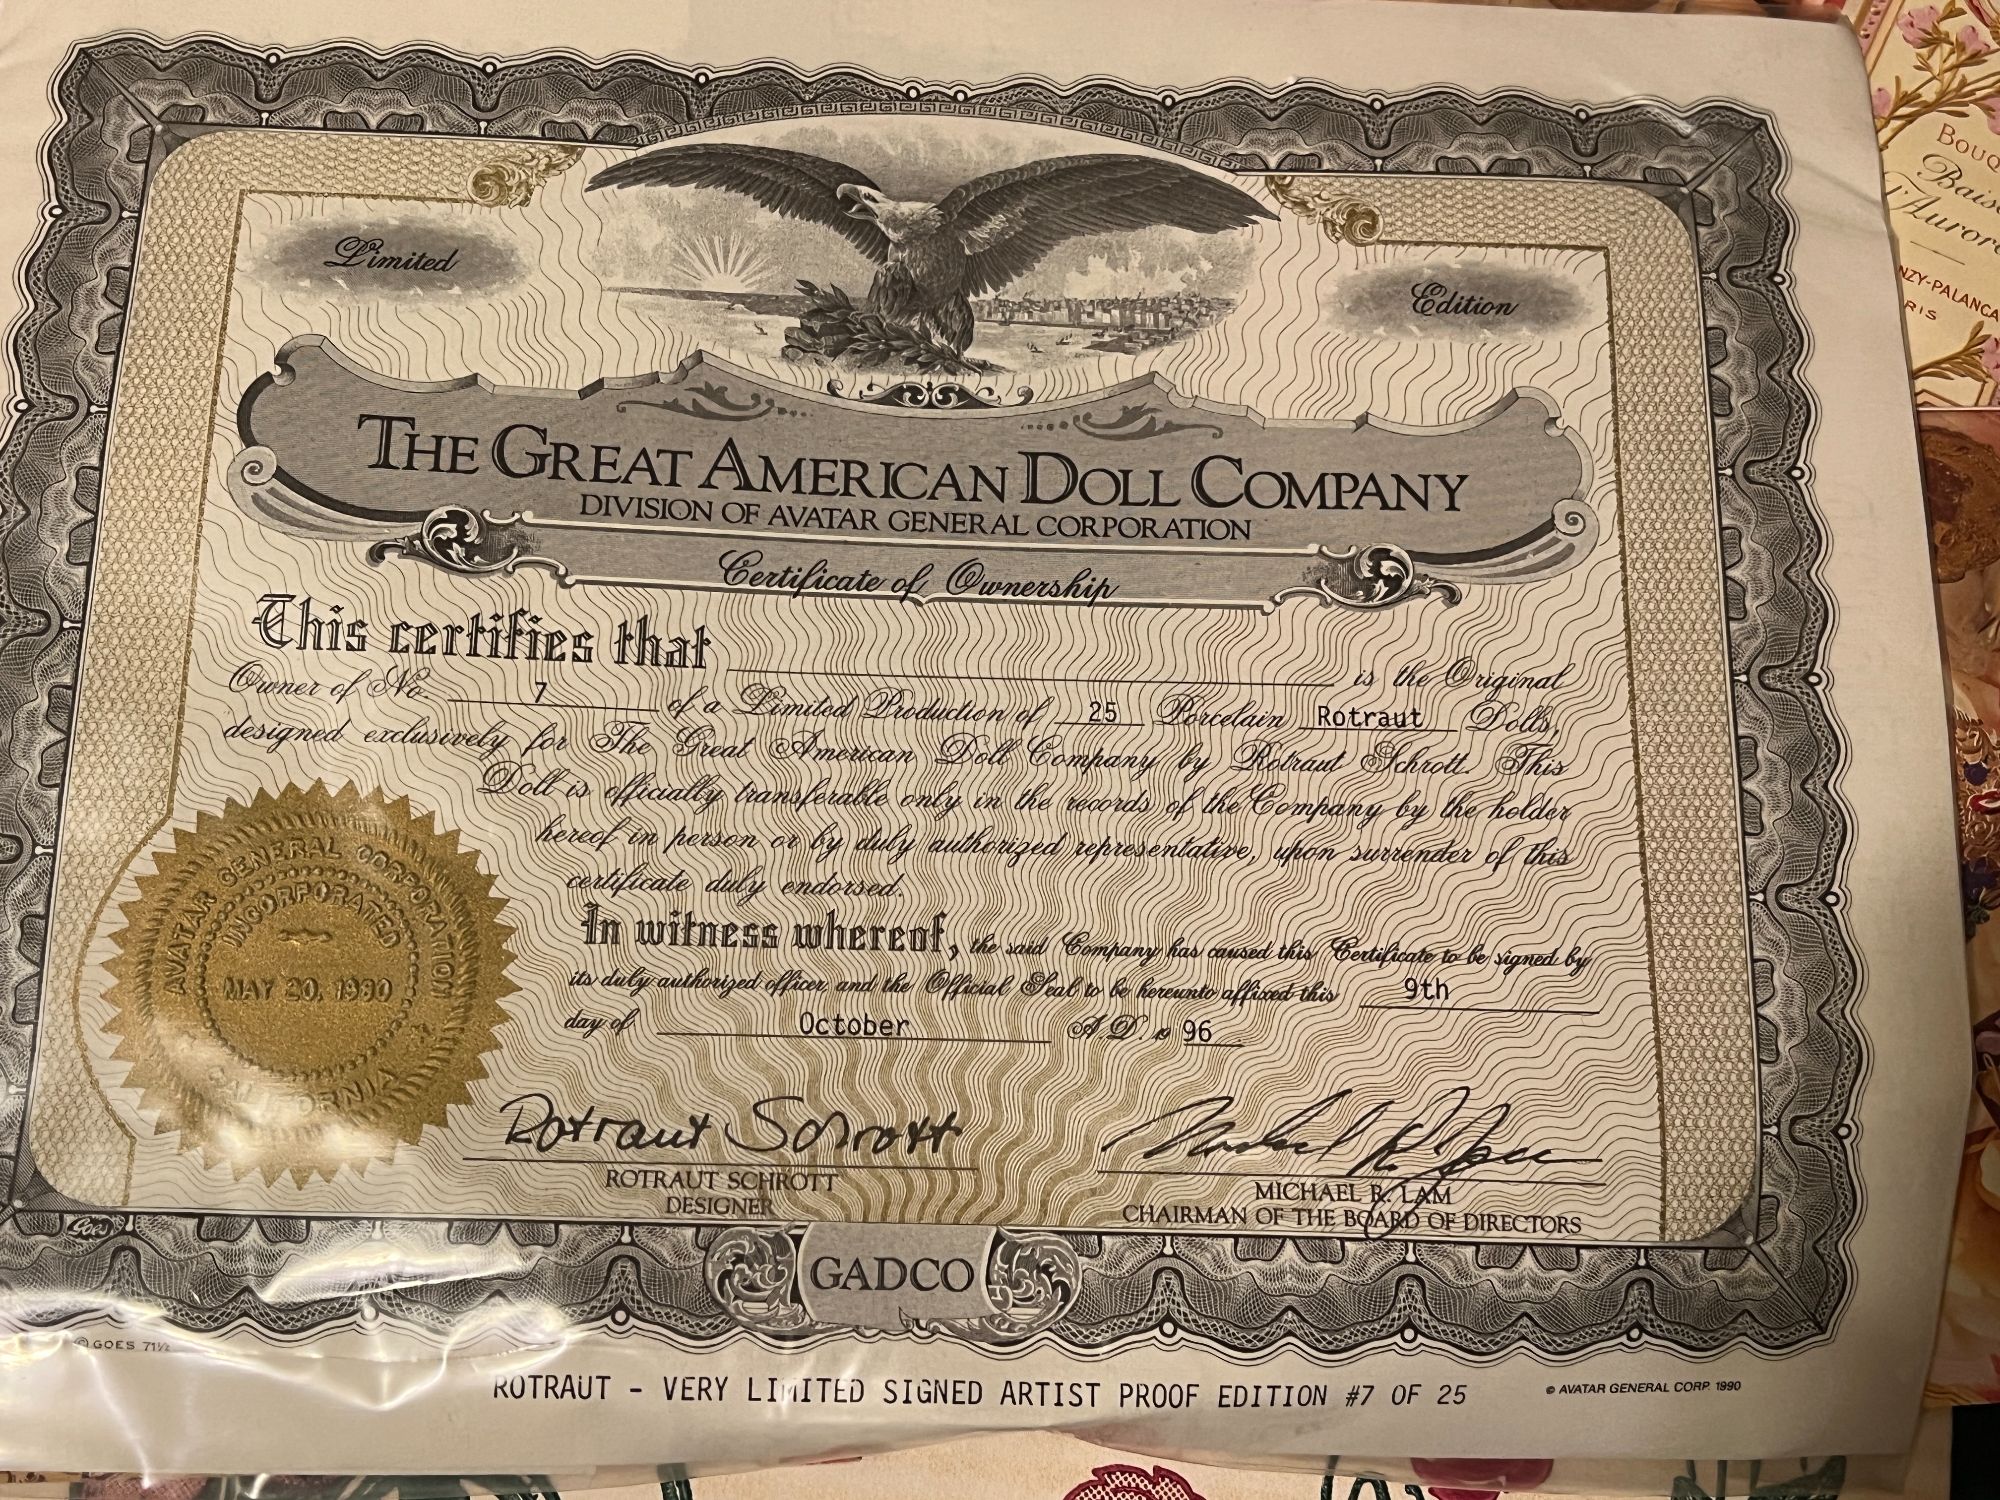 Limited
Edition
THE GREAT AMERICAN DOLL COMPANY
DIVISION OF AVATAR GENERAL CORPORATION
Certificate of Ownership
This certifies that is the Original
Owner of No. 7 of a Limited Production of 25 Porcelain Rotraut Dolls,
designed exclusively for The Great American Doll Company by Rotraut Schrott. This
Doll is officially transferable only in the records of the Company by the holder
hereof in person or by duly authorized representative, upon surrender of this
certificate duly endorsed.
In witness whereof, the said Company has caused this Certificate to be signed by
its duly authorized officer and the Official Seal to be hereunto affixed this 9th
day of October A.D. 19 96
AVATAR GENERAL CORPORATION
INCORPORATED
MAY 20, 1980
CALIFORNIA
Rotraut Schrott
ROTRAUT SCHROTT
DESIGNER
MICHAEL R. LAM
CHAIRMAN OF THE BOARD OF DIRECTORS
Goes
GADCO
© GOES 71½
ROTRAUT - VERY LIMITED SIGNED ARTIST PROOF EDITION #7 OF 25
© AVATAR GENERAL CORP. 1990